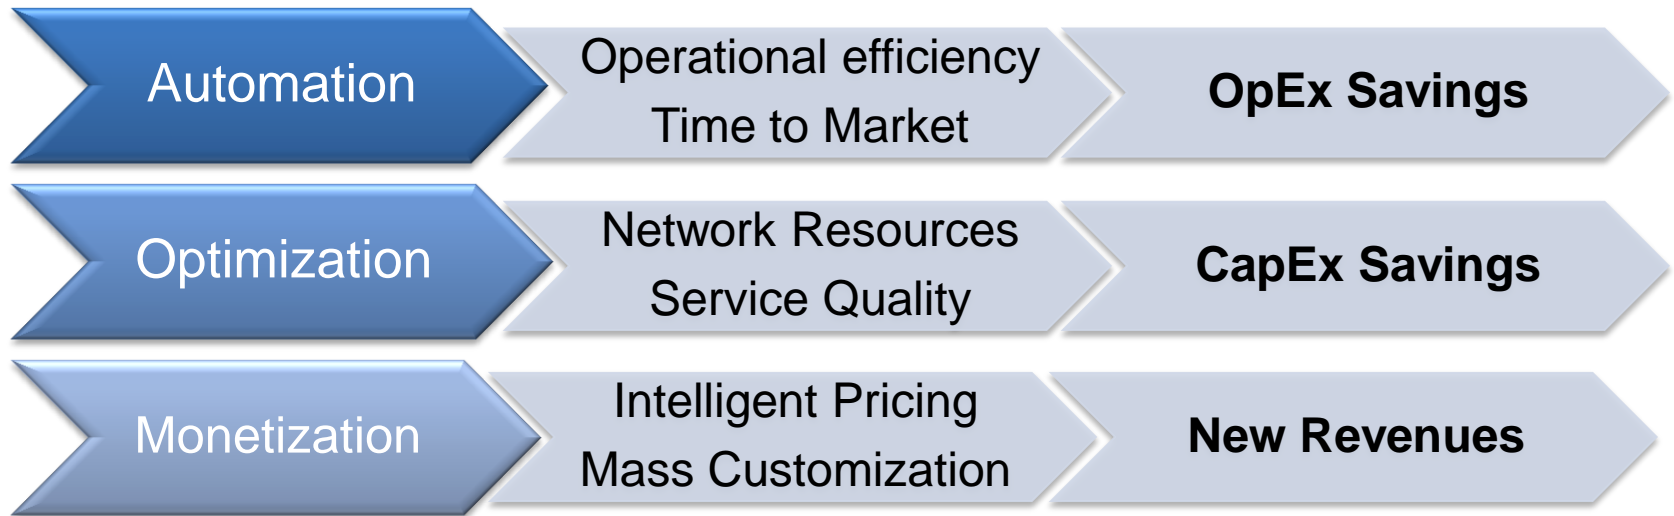 Automation
Operational efficiency
Time to Market
OpEx Savings
Optimization
Network Resources
Service Quality
CapEx Savings
Monetization
Intelligent Pricing
Mass Customization
New Revenues